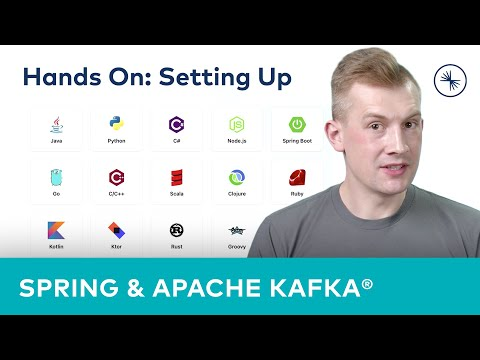 Hands On: Setting Up
Java
Python
C#
Node.js
Spring Boot
Go
C/C++
Scala
Clojure
Ruby
Kotlin
Ktor
Rust
Groovy
SPRING & APACHE KAFKA®